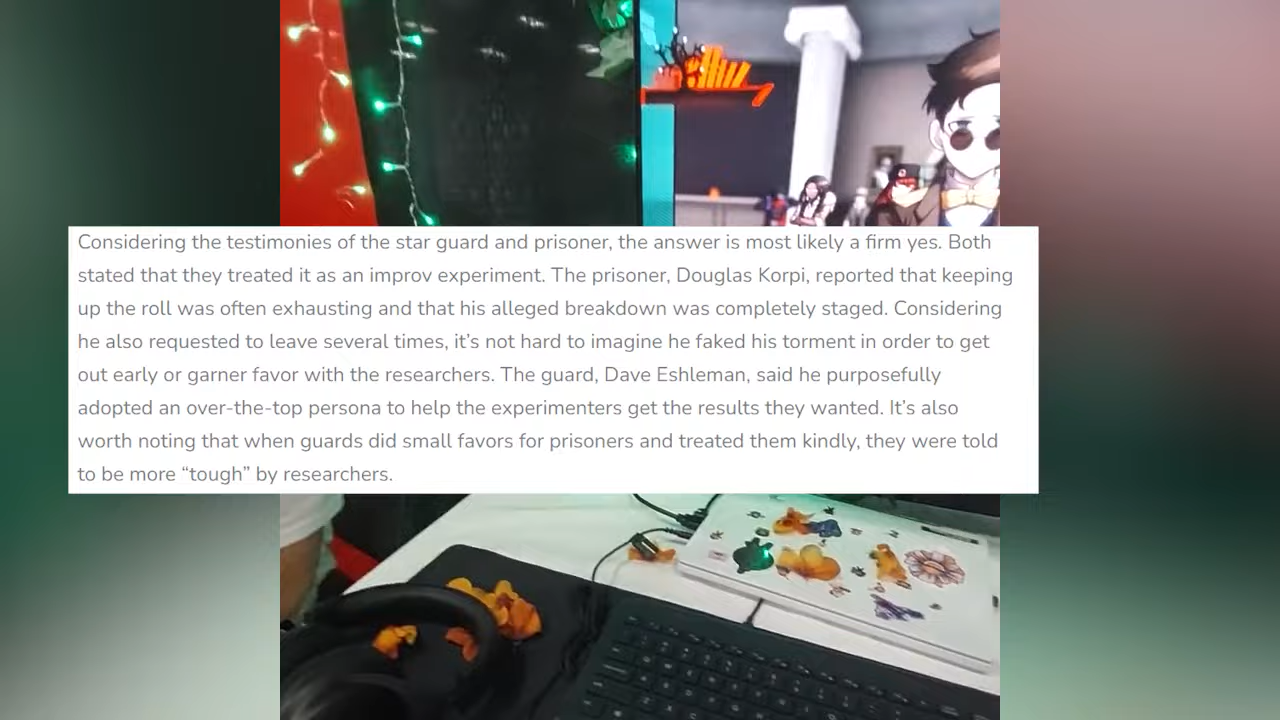 Considering the testimonies of the star guard and prisoner, the answer is most likely a firm yes. Both
stated that they treated it as an improv experiment. The prisoner, Douglas Korpi, reported that keeping
up the roll was often exhausting and that his alleged breakdown was completely staged. Considering
he also requested to leave several times, it’s not hard to imagine he faked his torment in order to get
out early or garner favor with the researchers. The guard, Dave Eshleman, said he purposefully
adopted an over-the-top persona to help the experimenters get the results they wanted. It’s also
worth noting that when guards did small favors for prisoners and treated them kindly, they were told
to be more “tough” by researchers.